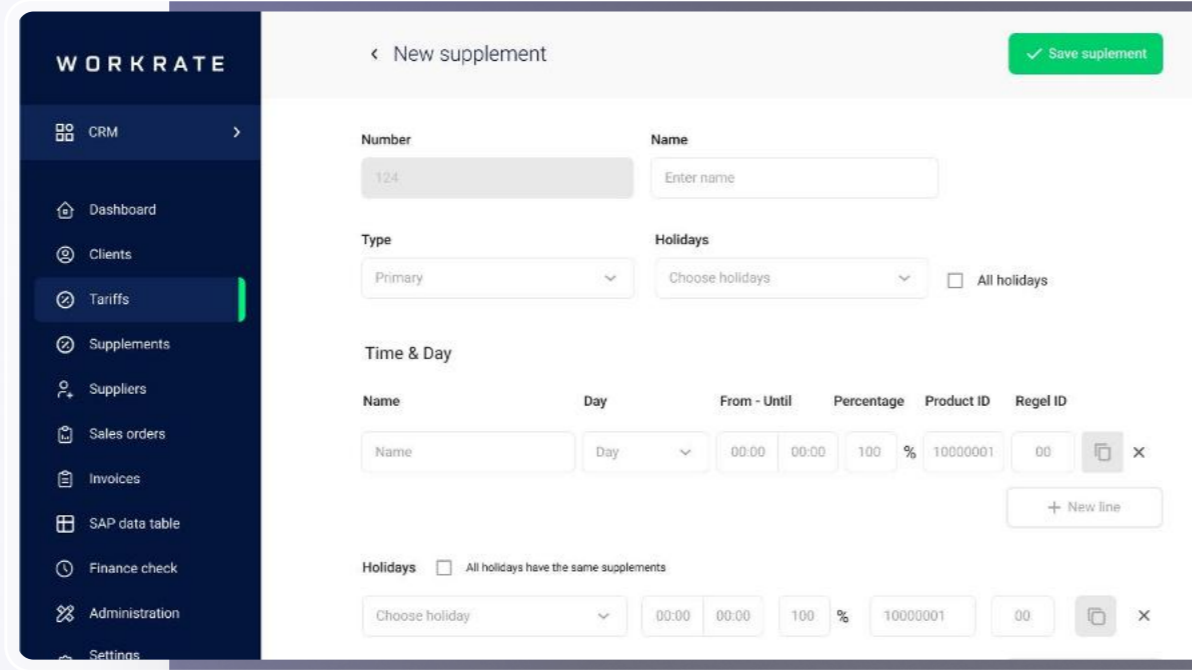 WORKRATE
CRM
Dashboard
Clients
Tariffs
Supplements
Suppliers
Sales orders
Invoices
SAP data table
Finance check
Administration
Settings
New supplement
Save suplement
Number Name
124 Enter name
Type Holidays
Primary Choose holidays All holidays
Time & Day
Name Day From - Until Percentage Product ID Regel ID
Name Day 00:00 00:00 100 % 10000001 00
New line
Holidays All holidays have the same supplements
Choose holiday 00:00 00:00 100 % 10000001 00